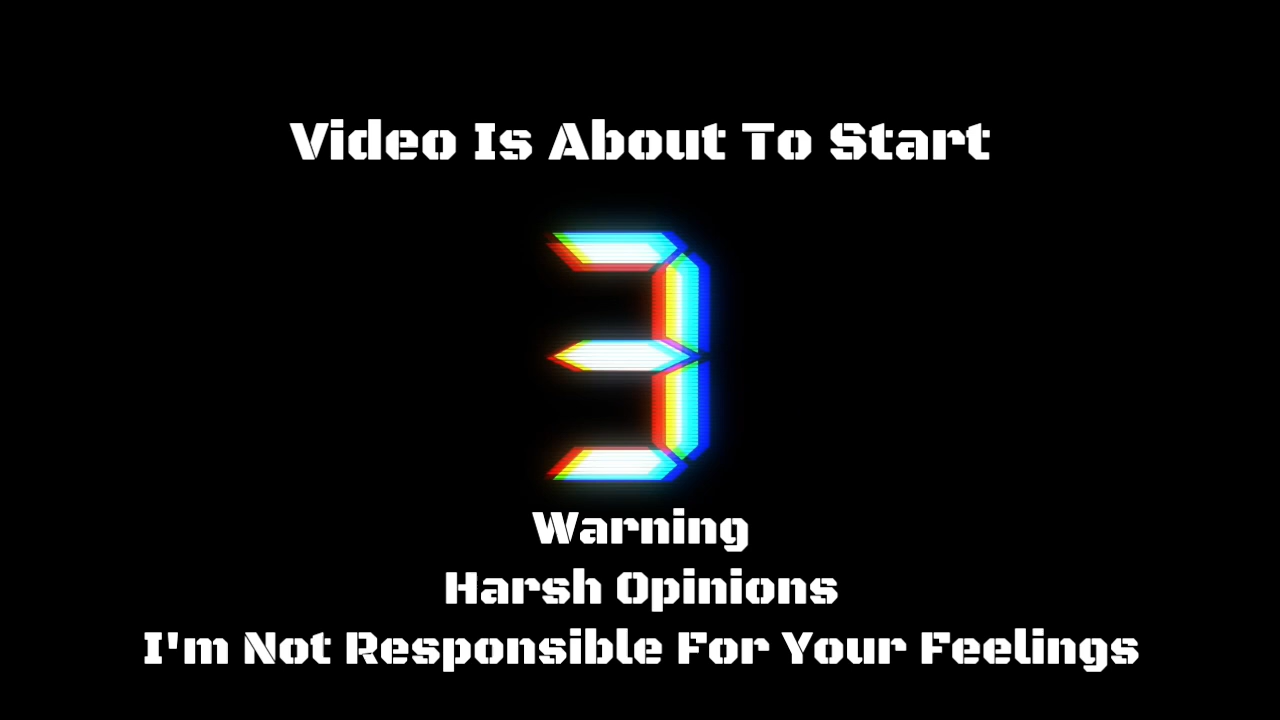 Video Is About To Start
3
Warning
Harsh Opinions
I'm Not Responsible For Your Feelings